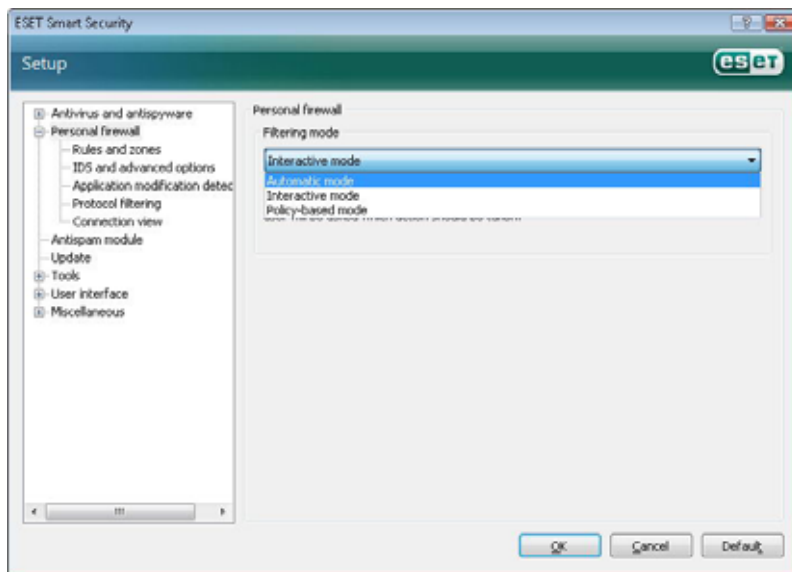 ESET Smart Security
Setup
eset
Antivirus and antispyware
Personal firewall
Rules and zones
IDS and advanced options
Application modification detec
Protocol filtering
Connection view
Antispam module
Update
Tools
User interface
Miscellaneous
Personal firewall
Filtering mode
Interactive mode
Automatic mode
Interactive mode
Policy-based mode
OK
Cancel
Default